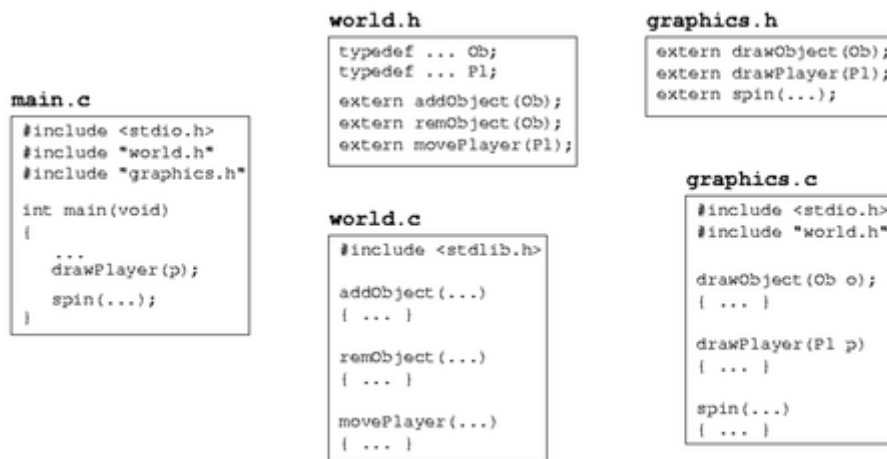 main.c
#include <stdio.h>
#include "world.h"
#include "graphics.h"
int main(void)
{
...
drawPlayer(p);
spin(...);
}
world.h
typedef ... Ob;
typedef ... Pl;
extern addObject(Ob);
extern remObject(Ob);
extern movePlayer(Pl);
world.c
#include <stdlib.h>
addObject(...)
{ ... }
remObject(...)
{ ... }
movePlayer(...)
{ ... }
graphics.h
extern drawObject(Ob);
extern drawPlayer(Pl);
extern spin(...);
graphics.c
#include <stdio.h>
#include "world.h"
drawObject(Ob o);
{ ... }
drawPlayer(Pl p)
{ ... }
spin(...)
{ ... }